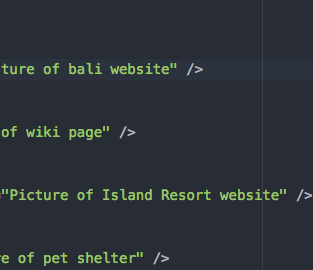 ture of bali website" />
of wiki page" />
="Picture of Island Resort website" />
re of pet shelter" />